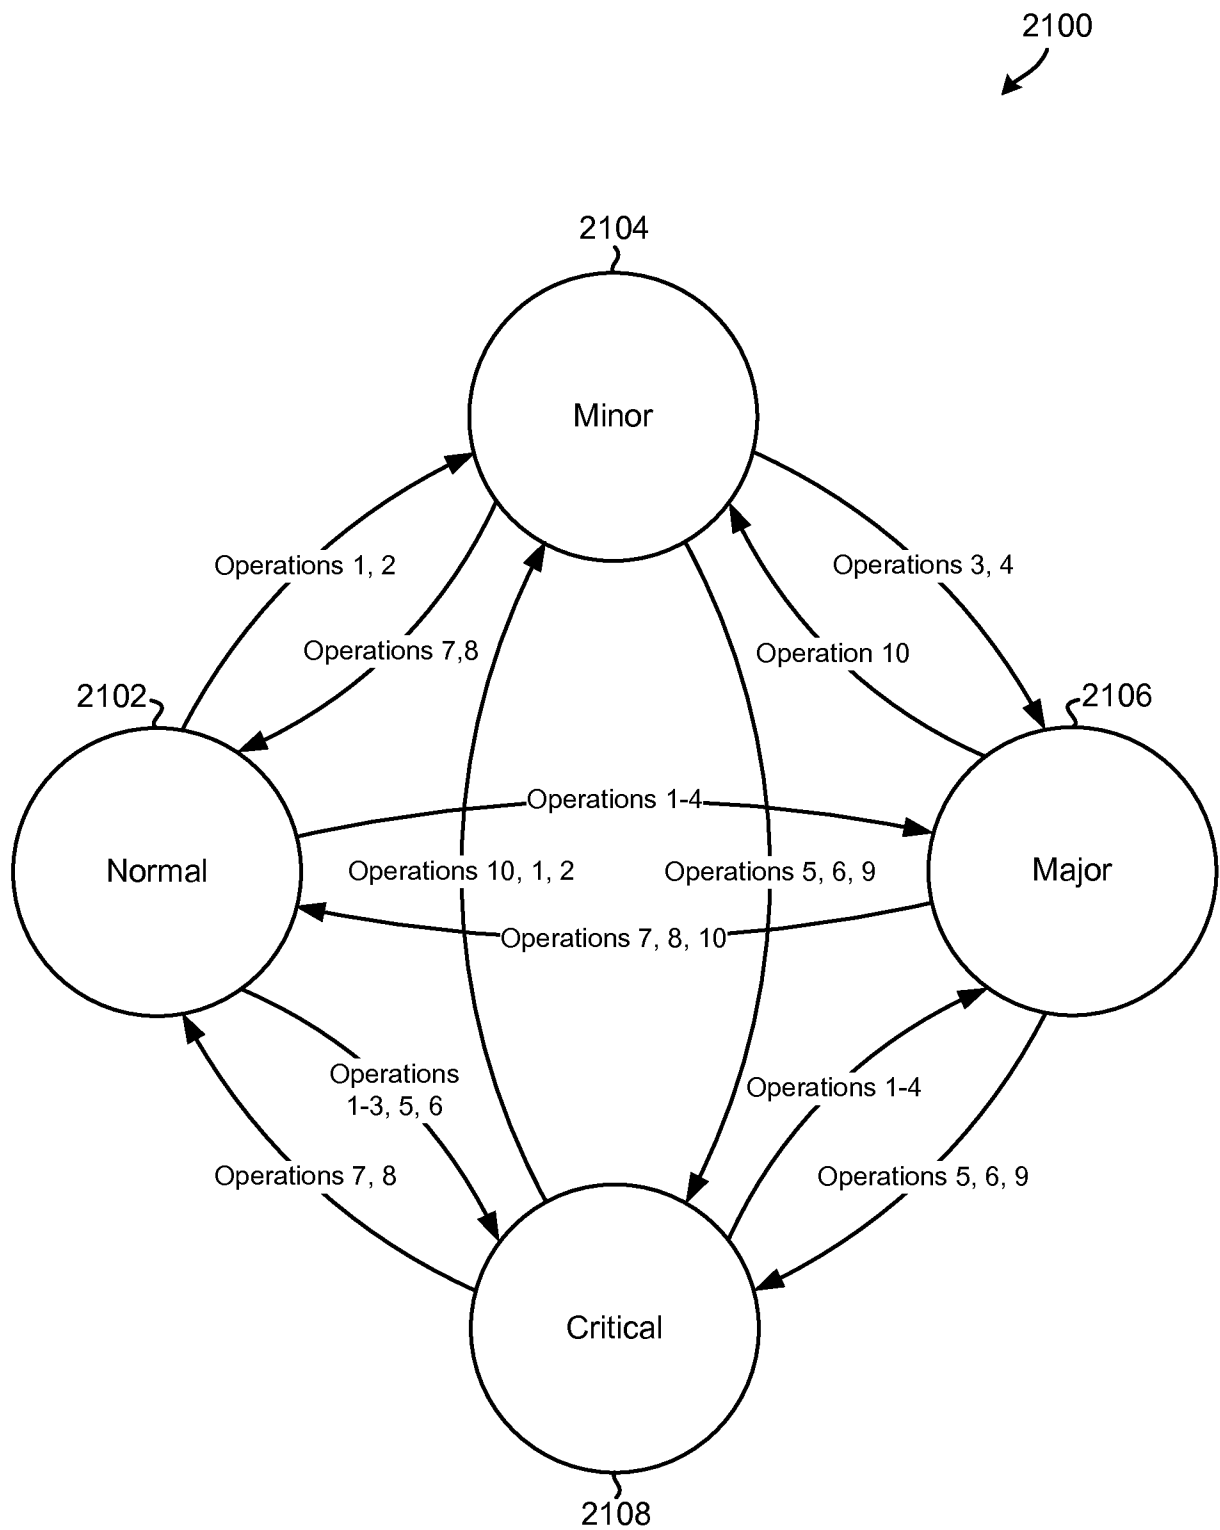 2100
2104
Minor
Operations 1, 2
Operations 3, 4
Operations 7,8
Operation 10
2102
2106
Operations 1-4
Normal
Operations 10, 1, 2
Operations 5, 6, 9
Major
Operations 7, 8, 10
Operations
1-3, 5, 6
Operations 1-4
Operations 7, 8
Operations 5, 6, 9
Critical
2108